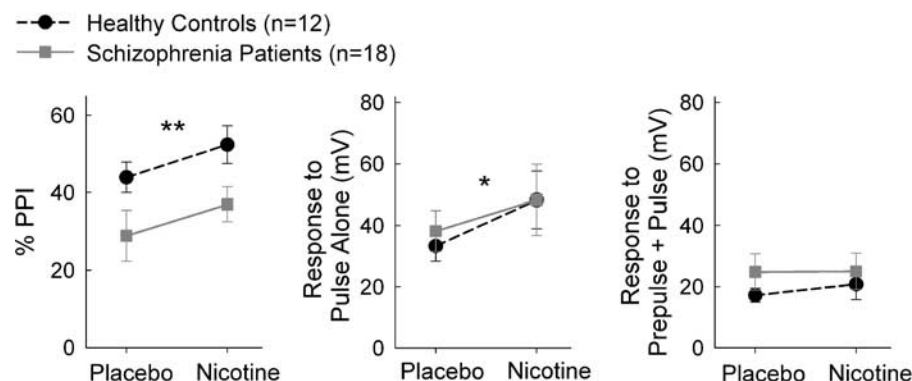 Healthy Controls (n=12)
Schizophrenia Patients (n=18)
% PPI
60
40
20
0
**
Placebo Nicotine
Response to
Pulse Alone (mV)
80
60
40
20
0
*
Placebo Nicotine
Response to
Prepulse + Pulse (mV)
80
60
40
20
0
Placebo Nicotine